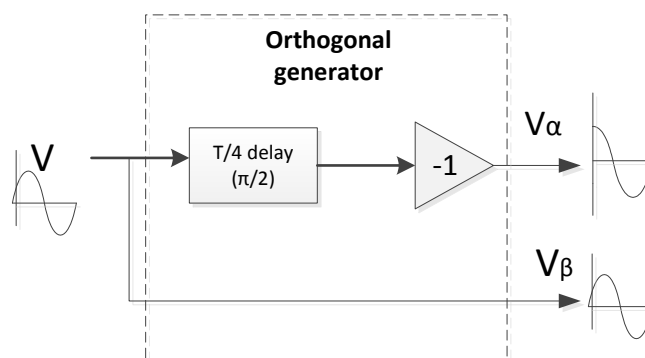 Orthogonal
generator
V
T/4 delay
(π/2)
-1
Vα
Vβ